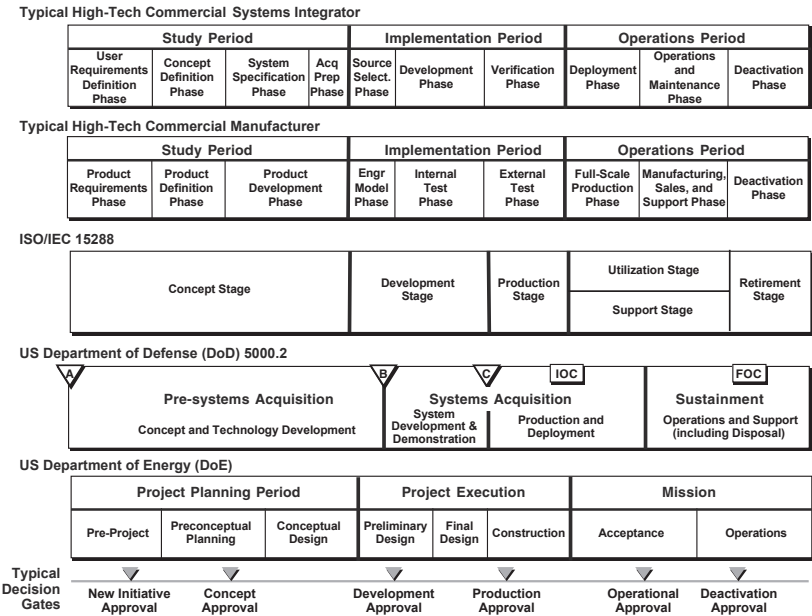 Typical High-Tech Commercial Systems Integrator
Study Period
Implementation Period
Operations Period
User
Requirements
Definition
Phase
Concept
Definition
Phase
System
Specification
Phase
Acq
Prep
Phase
Source
Select.
Phase
Development
Phase
Verification
Phase
Deployment
Phase
Operations
and
Maintenance
Phase
Deactivation
Phase
Typical High-Tech Commercial Manufacturer
Study Period
Implementation Period
Operations Period
Product
Requirements
Phase
Product
Definition
Phase
Product
Development
Phase
Engr
Model
Phase
Internal
Test
Phase
External
Test
Phase
Full-Scale
Production
Phase
Manufacturing,
Sales, and
Support Phase
Deactivation
Phase
ISO/IEC 15288
Concept Stage
Development
Stage
Production
Stage
Utilization Stage
Support Stage
Retirement
Stage
US Department of Defense (DoD) 5000.2
A
B
C
IOC
FOC
Pre-systems Acquisition
Concept and Technology Development
Systems Acquisition
System
Development &
Demonstration
Production and
Deployment
Sustainment
Operations and Support
(including Disposal)
US Department of Energy (DoE)
Project Planning Period
Project Execution
Mission
Pre-Project
Preconceptual
Planning
Conceptual
Design
Preliminary
Design
Final
Design
Construction
Acceptance
Operations
Typical
Decision
Gates
New Initiative
Approval
Concept
Approval
Development
Approval
Production
Approval
Operational
Approval
Deactivation
Approval